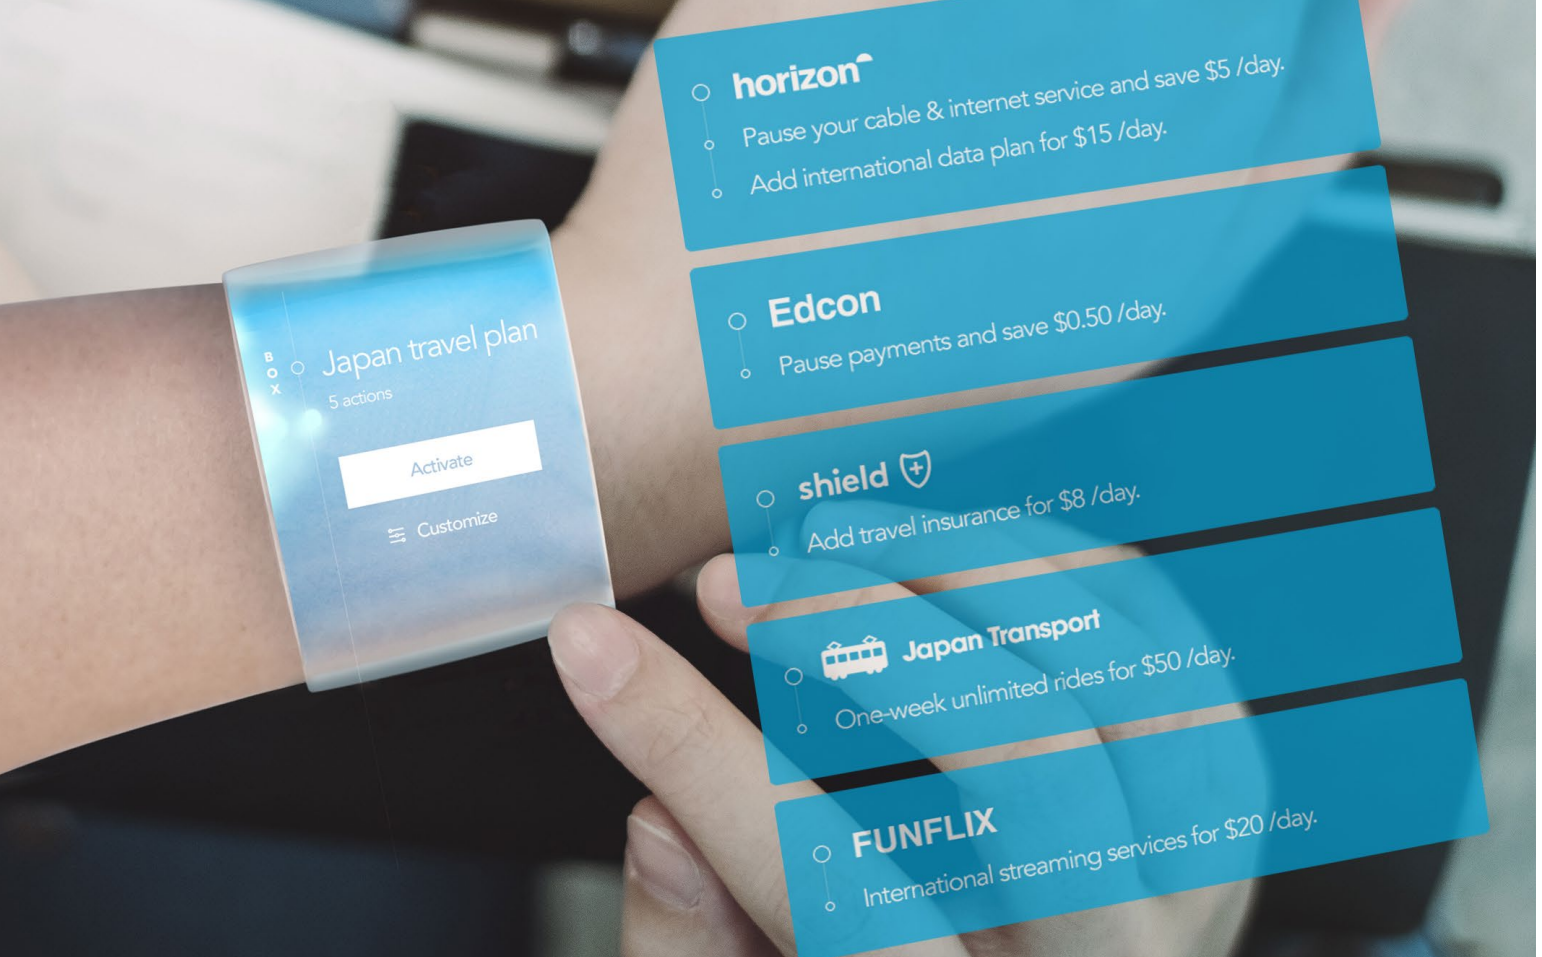 BOX
Japan travel plan
5 actions
Activate
Customize
horizon
Pause your cable & internet service and save $5 /day.
Add international data plan for $15 /day.
Edcon
Pause payments and save $0.50 /day.
shield
Add travel insurance for $8 /day.
Japan Transport
One-week unlimited rides for $50 /day.
FUNFLIX
International streaming services for $20 /day.